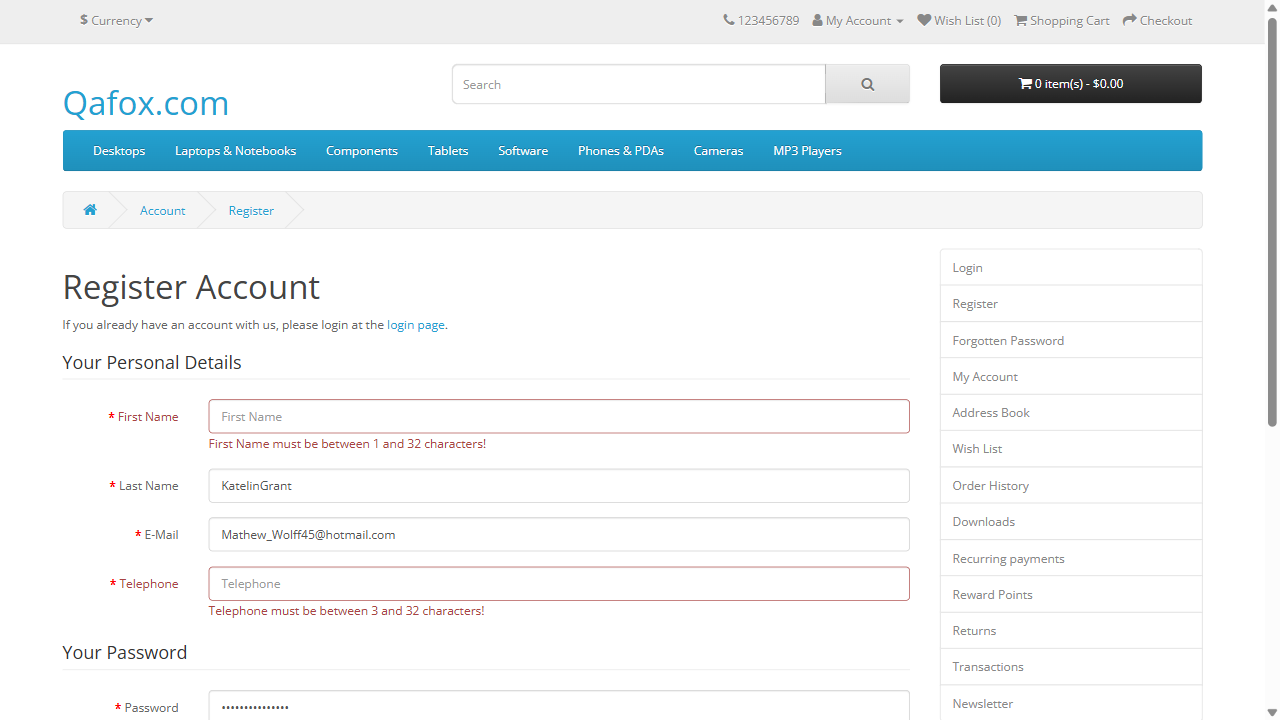 $ Currency
123456789
My Account
Wish List (0)
Shopping Cart
Checkout
Qafox.com
Search
0 item(s) - $0.00
Desktops
Laptops & Notebooks
Components
Tablets
Software
Phones & PDAs
Cameras
MP3 Players
Account
Register
Register Account
If you already have an account with us, please login at the login page.
Your Personal Details
* First Name
First Name
First Name must be between 1 and 32 characters!
* Last Name
KatelinGrant
* E-Mail
Mathew_Wolff45@hotmail.com
* Telephone
Telephone
Telephone must be between 3 and 32 characters!
Your Password
* Password
•••••••••••••••
Login
Register
Forgotten Password
My Account
Address Book
Wish List
Order History
Downloads
Recurring payments
Reward Points
Returns
Transactions
Newsletter